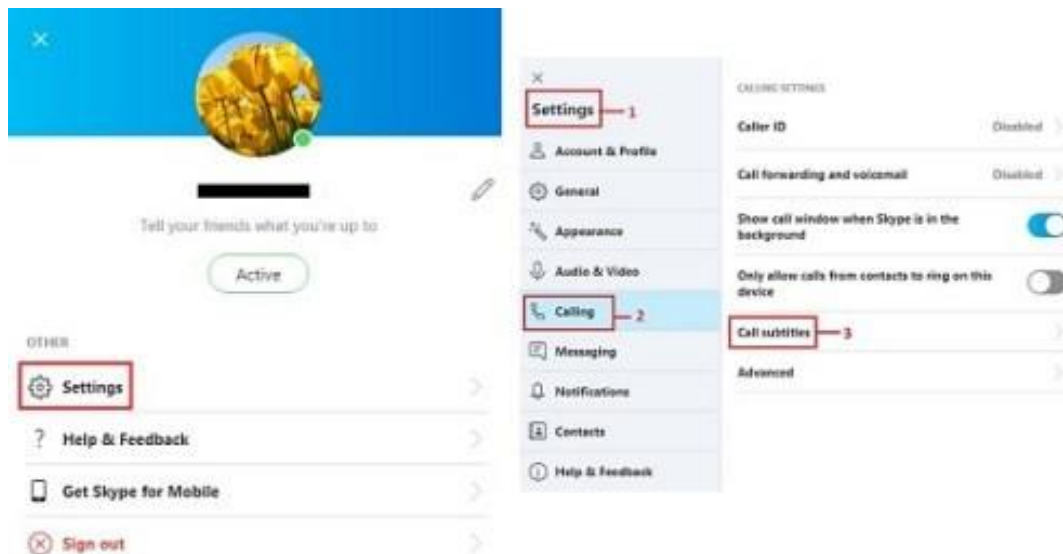 Tell your friends what you're up to
Active
OTHER
Settings
Help & Feedback
Get Skype for Mobile
Sign out
Settings 1
Account & Profile
General
Appearance
Audio & Video
Calling 2
Messaging
Notifications
Contacts
Help & Feedback
CALLING SETTINGS
Caller ID Disabled
Call forwarding and voicemail Disabled
Show call window when Skype is in the
background
Only allow calls from contacts to ring on this
device
Call subtitles 3
Advanced